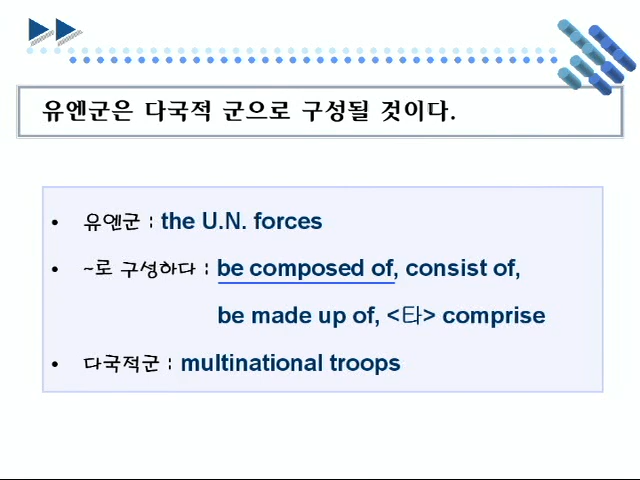 유엔군은 다국적 군으로 구성될 것이다.
• 유엔군 : the U.N. forces
• ~로 구성하다 : be composed of, consist of,
be made up of, <타> comprise
• 다국적군 : multinational troops